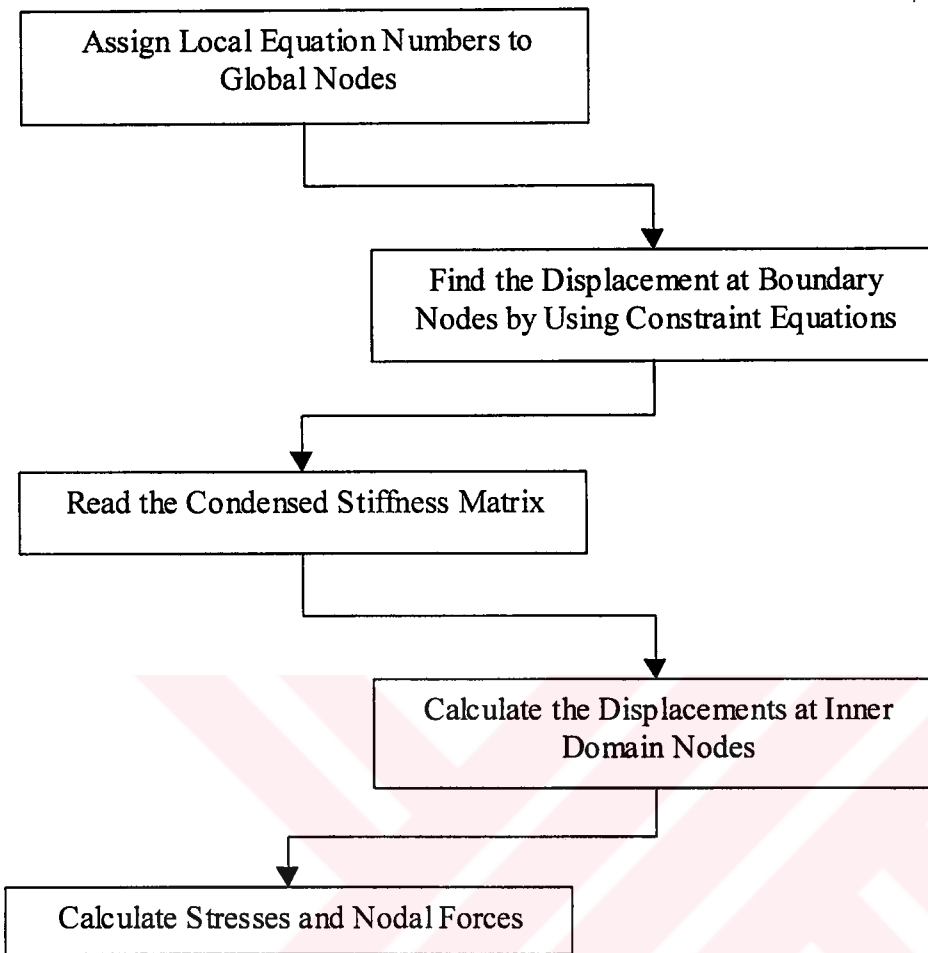 Assign Local Equation Numbers to
Global Nodes
Find the Displacement at Boundary
Nodes by Using Constraint Equations
Read the Condensed Stiffness Matrix
Calculate the Displacements at Inner
Domain Nodes
Calculate Stresses and Nodal Forces